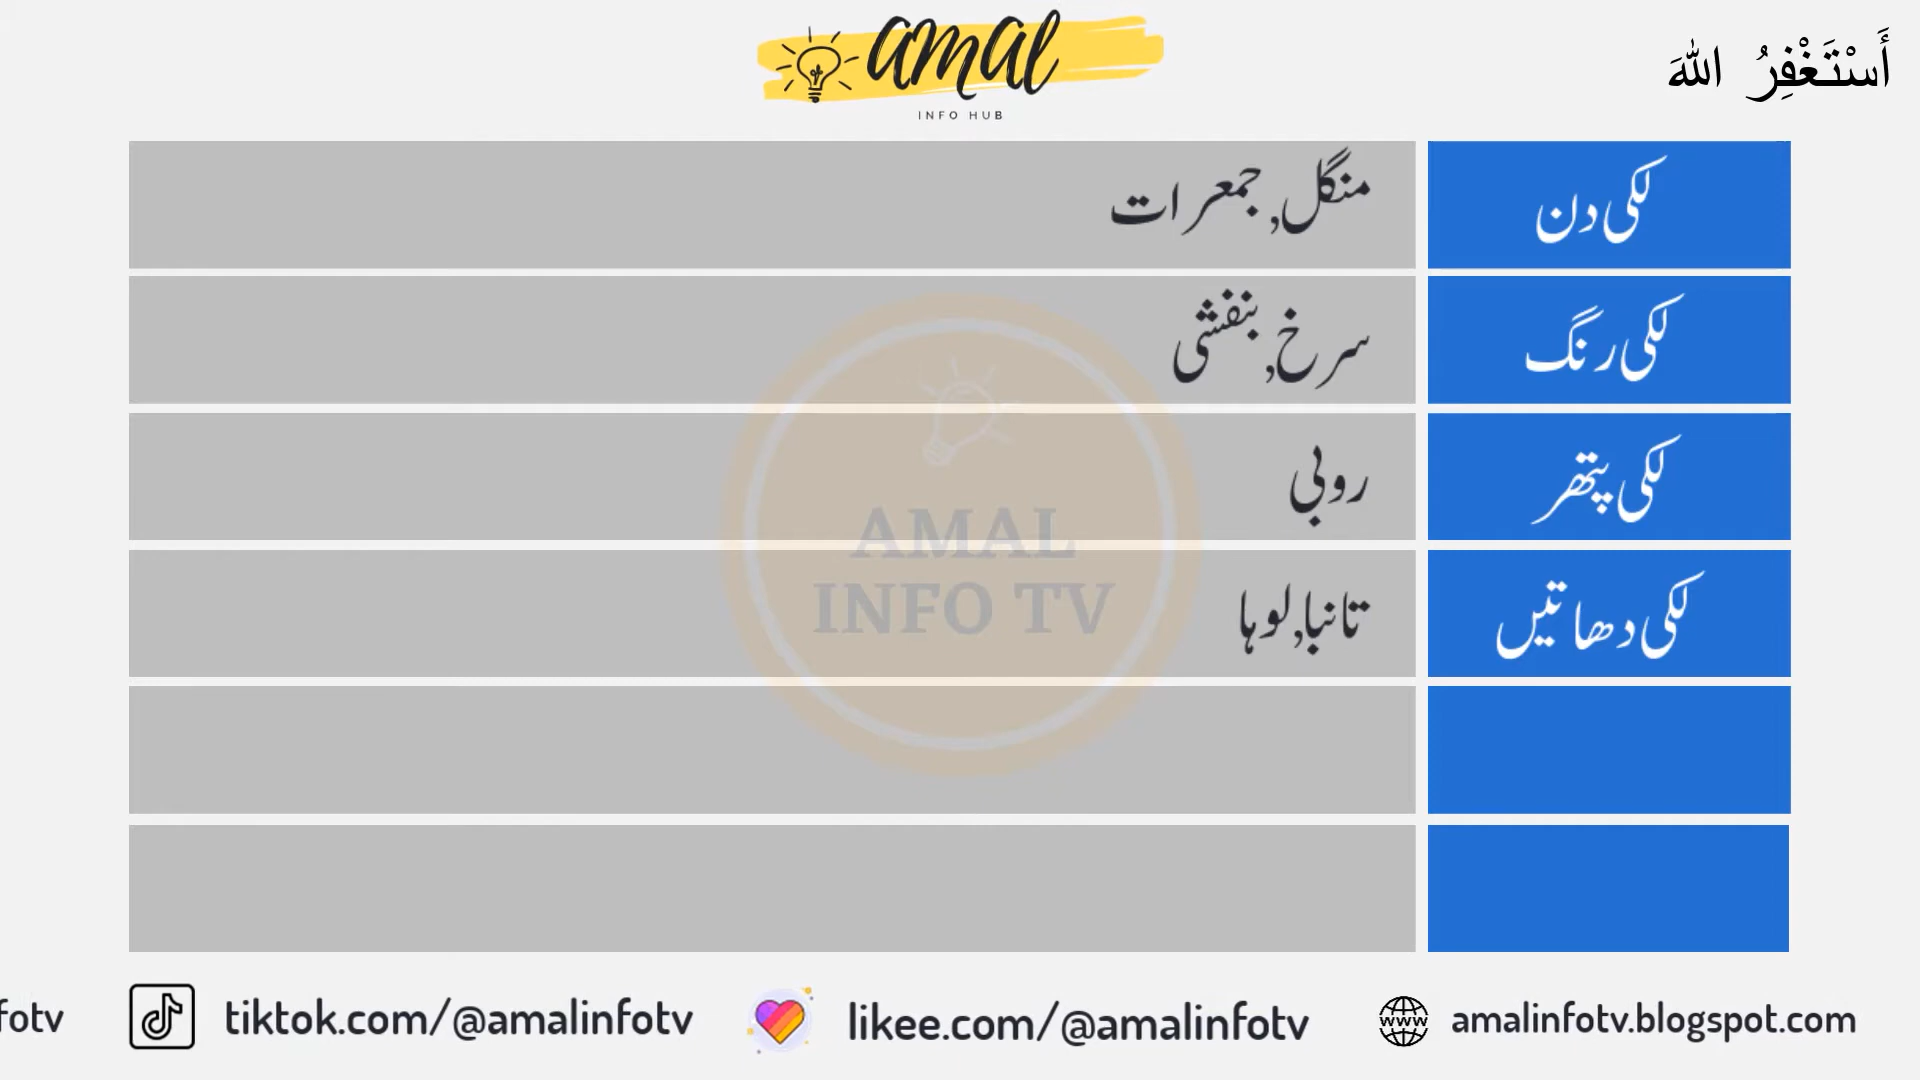 amal
INFO HUB
أَسْتَغْفِرُ اللهَ
لکی دن
منگل, جمعرات
لکی رنگ
سرخ, بنفشی
لکی پتھر
روبی
لکی دھاتیں
تانبا, لوہا
AMAL
INFO TV
fotv
tiktok.com/@amalinfotv
likee.com/@amalinfotv
www
amalinfotv.blogspot.com